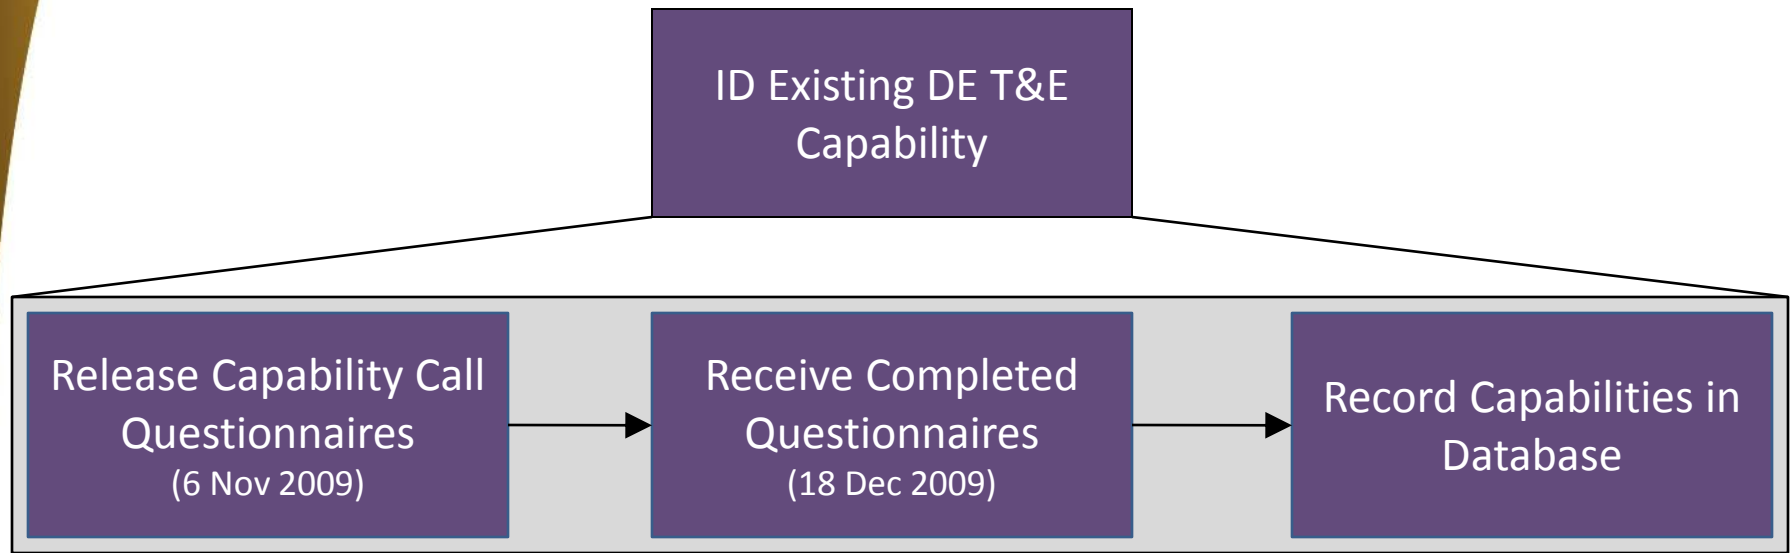 ID Existing DE T&E
Capability
Release Capability Call
Questionnaires
(6 Nov 2009)
Receive Completed
Questionnaires
(18 Dec 2009)
Record Capabilities in
Database